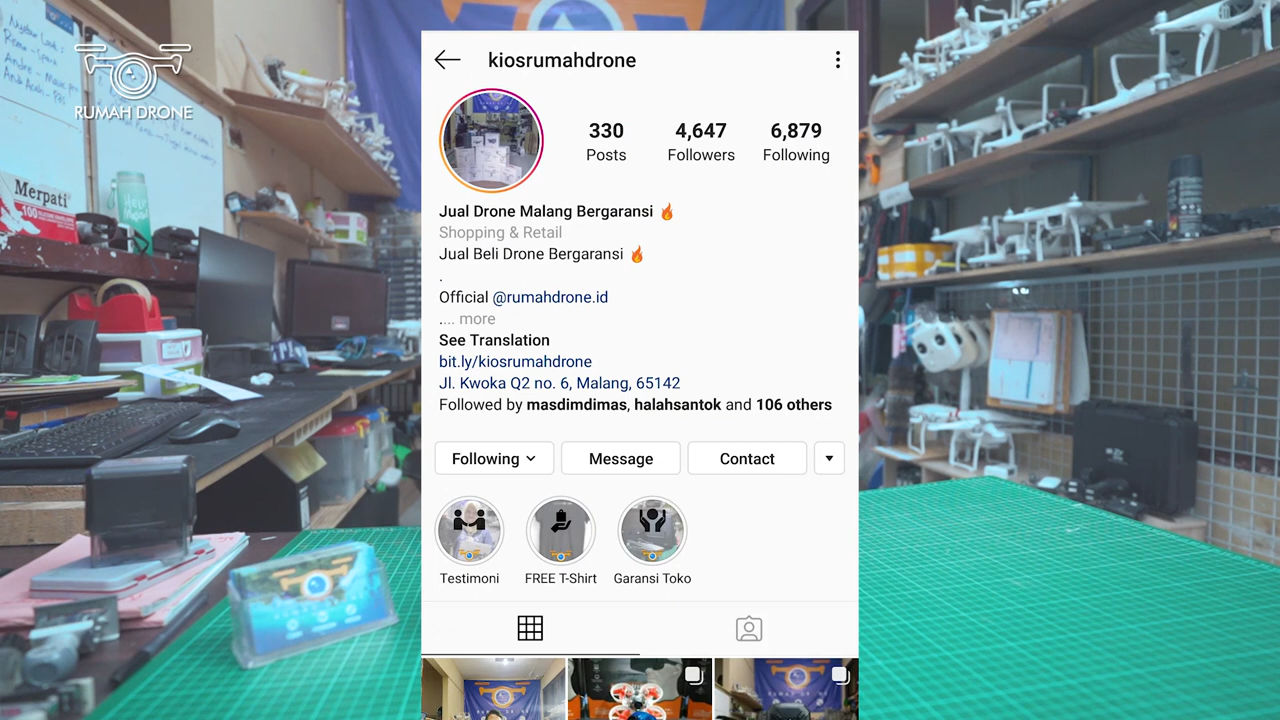 RUMAH DRONE
Merpati
100
kiosrumahdrone
330
4,647
6,879
Posts
Followers
Following
Jual Drone Malang Bergaransi 🔥
Shopping & Retail
Jual Beli Drone Bergaransi 🔥
.
Official @rumahdrone.id
.... more
See Translation
bit.ly/kiosrumahdrone
Jl. Kwoka Q2 no. 6, Malang, 65142
Followed by masdimdimas, halahsantok and 106 others
Following
Message
Contact
Testimoni
FREE T-Shirt
Garansi Toko